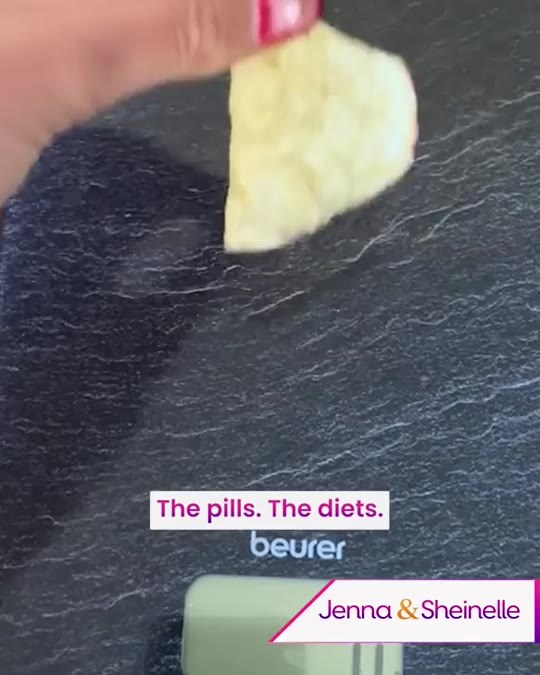 The pills. The diets.
beurer
Jenna & Sheinelle